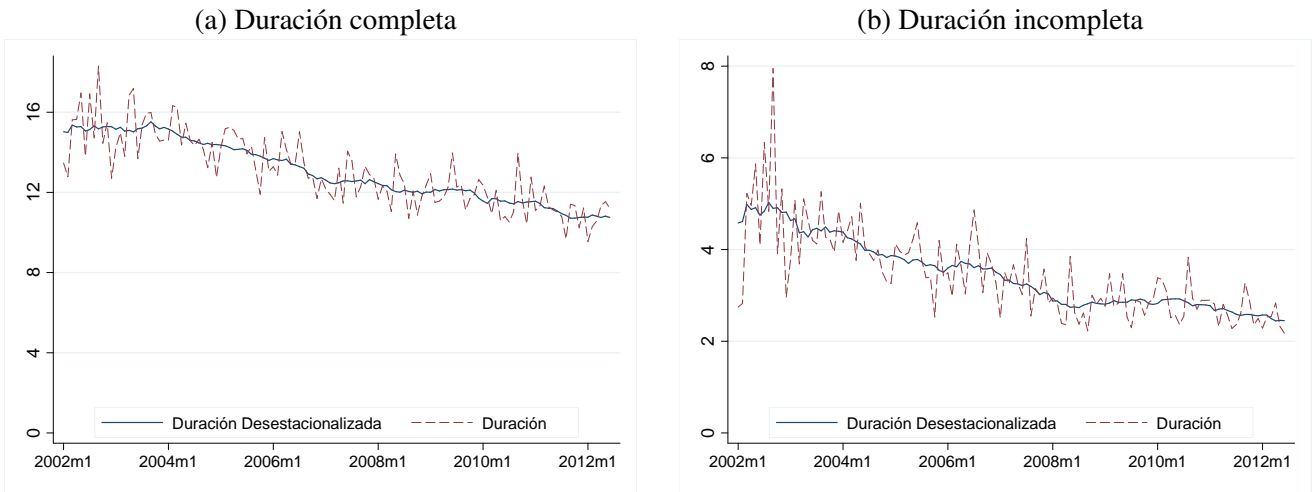 (a) Duración completa
16
12
8
4
0
Duración Desestacionalizada
Duración
2002m1 2004m1 2006m1 2008m1 2010m1 2012m1
(b) Duración incompleta
8
6
4
2
0
Duración Desestacionalizada
Duración
2002m1 2004m1 2006m1 2008m1 2010m1 2012m1